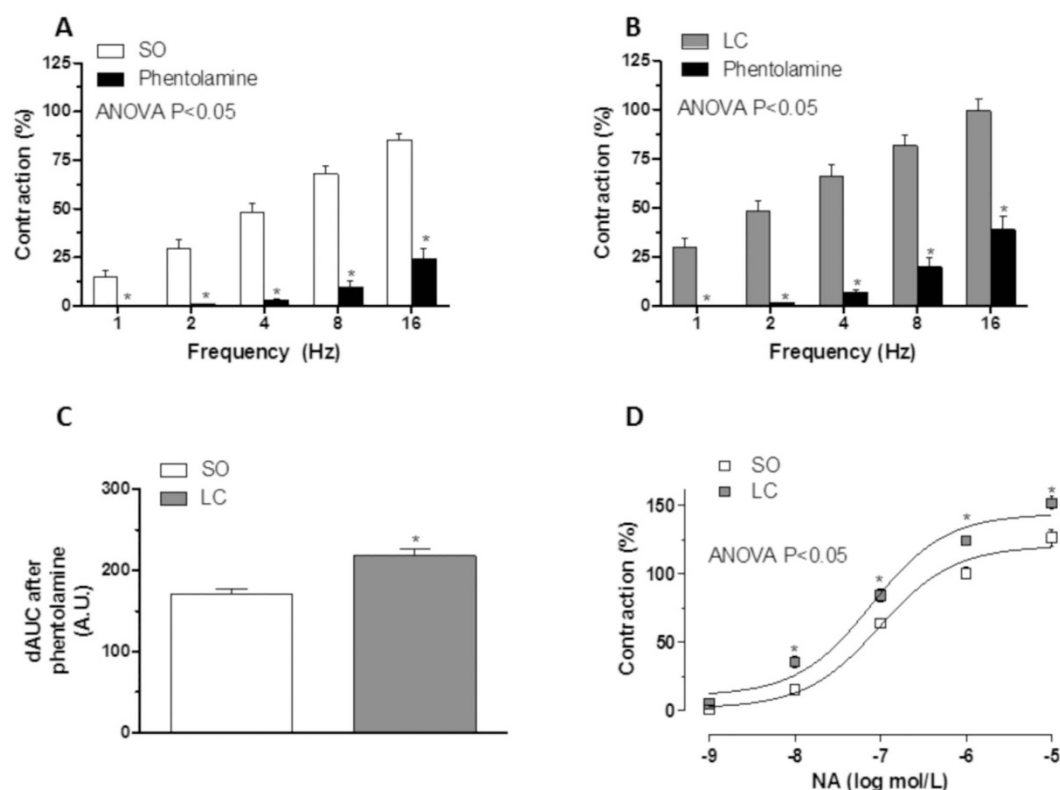 A
SO
Phentolamine
ANOVA P<0.05
Contraction (%)
125
100
75
50
25
0
*
*
*
*
*
1
2
4
8
16
Frequency (Hz)
B
LC
Phentolamine
ANOVA P<0.05
Contraction (%)
125
100
75
50
25
0
*
*
*
*
*
1
2
4
8
16
Frequency (Hz)
C
SO
LC
dAUC after
phentolamine
(A.U.)
300
200
100
0
*
D
SO
LC
ANOVA P<0.05
Contraction (%)
150
100
50
0
*
*
*
*
-9
-8
-7
-6
-5
NA (log mol/L)